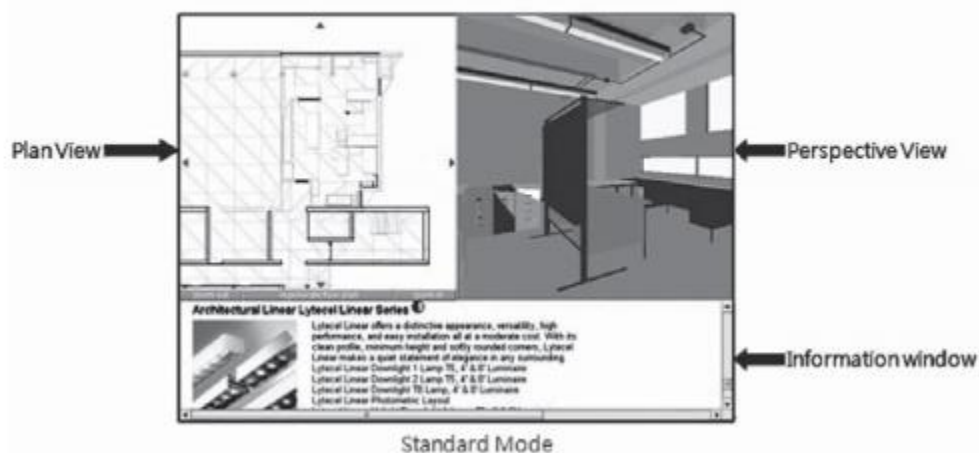 Plan View
Perspective View
Architectural Linear Lytecel Linear Series
Lytecel Linear offers a distinctive appearance, versatility, high
performance, and easy installation all at a moderate cost. With its
clean profile, minimum height and softly rounded corners, Lytecel
Linear makes a quiet statement of elegance in any surrounding.
Lytecel Linear Downlight 1 Lamp T5, 4' & 8' Luminaire
Lytecel Linear Downlight 2 Lamp T5, 4' & 8' Luminaire
Lytecel Linear Downlight T8 Lamp, 4' & 8' Luminaire
Lytecel Linear Photometric Layout
Information window
Standard Mode